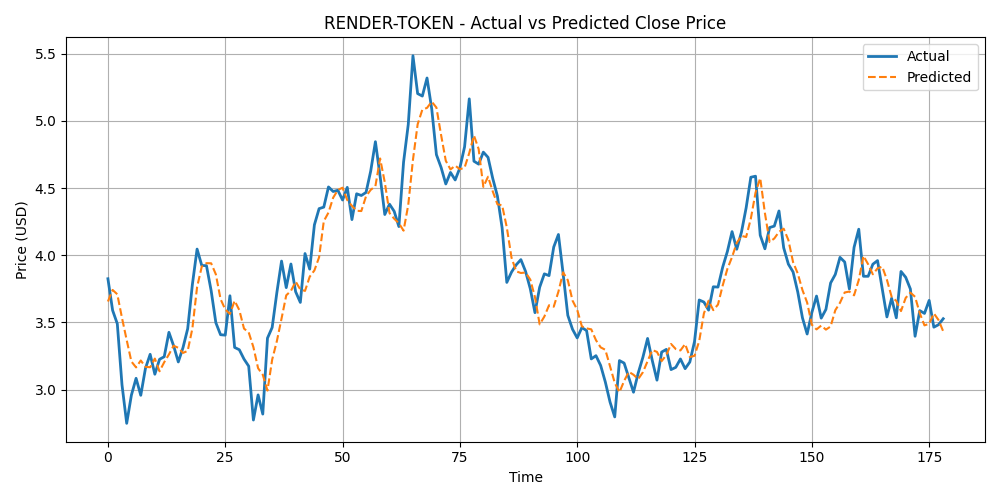 RENDER-TOKEN - Actual vs Predicted Close Price
Actual
Predicted
Price (USD)
5.5
5.0
4.5
4.0
3.5
3.0
0 25 50 75 100 125 150 175
Time